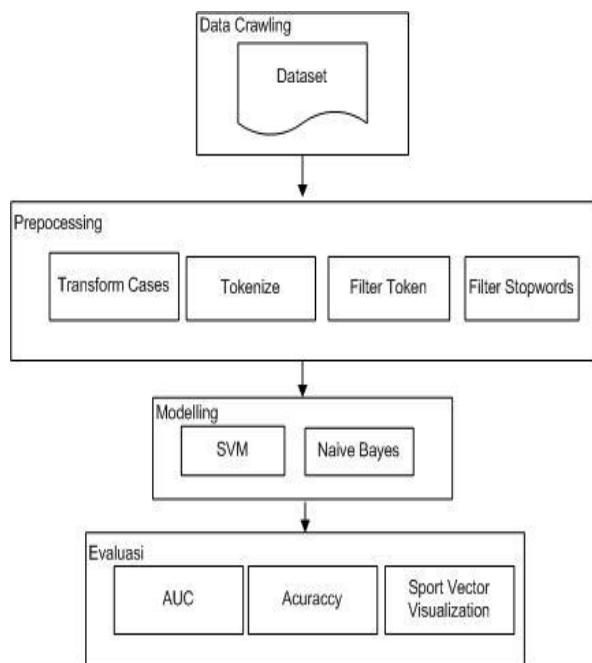 Data Crawling
Dataset
Prepocessing
Transform Cases
Tokenize
Filter Token
Filter Stopwords
Modelling
SVM
Naive Bayes
Evaluasi
AUC
Acuraccy
Sport Vector
Visualization